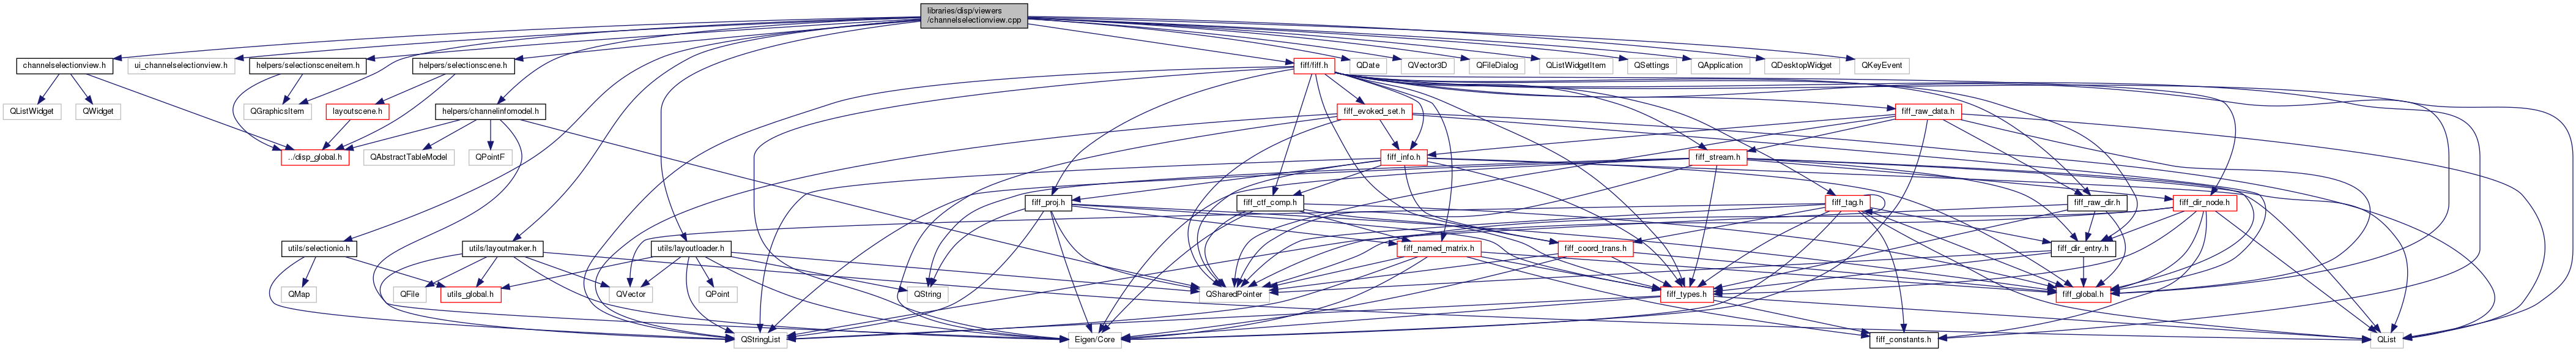 libraries/disp/viewers
/channelselectionview.cpp
channelselectionview.h
ui_channelselectionview.h
helpers/selectionsceneitem.h
helpers/selectionscene.h
fiff/fiff.h
QDate
QVector3D
QFileDialog
QListWidgetItem
QSettings
QApplication
QDesktopWidget
QKeyEvent
QListWidget
QWidget
QGraphicsItem
layoutscene.h
helpers/channelinfomodel.h
fiff_evoked_set.h
fiff_raw_data.h
../disp_global.h
QAbstractTableModel
QPointF
fiff_info.h
fiff_stream.h
fiff_proj.h
fiff_ctf_comp.h
fiff_tag.h
fiff_raw_dir.h
fiff_dir_node.h
utils/selectionio.h
utils/layoutmaker.h
utils/layoutloader.h
fiff_named_matrix.h
fiff_coord_trans.h
fiff_dir_entry.h
QMap
QFile
utils_global.h
QVector
QPoint
QString
QSharedPointer
fiff_types.h
fiff_global.h
QStringList
Eigen/Core
fiff_constants.h
QList